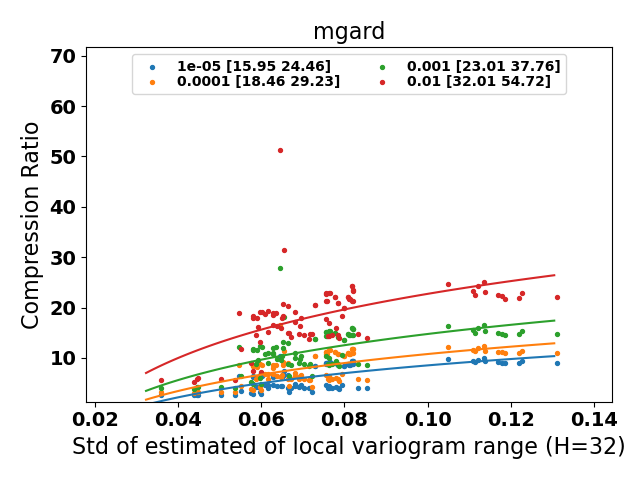 mgard
1e-05 [15.95 24.46]
0.0001 [18.46 29.23]
0.001 [23.01 37.76]
0.01 [32.01 54.72]
Compression Ratio
70
60
50
40
30
20
10
0.02 0.04 0.06 0.08 0.10 0.12 0.14
Std of estimated of local variogram range (H=32)